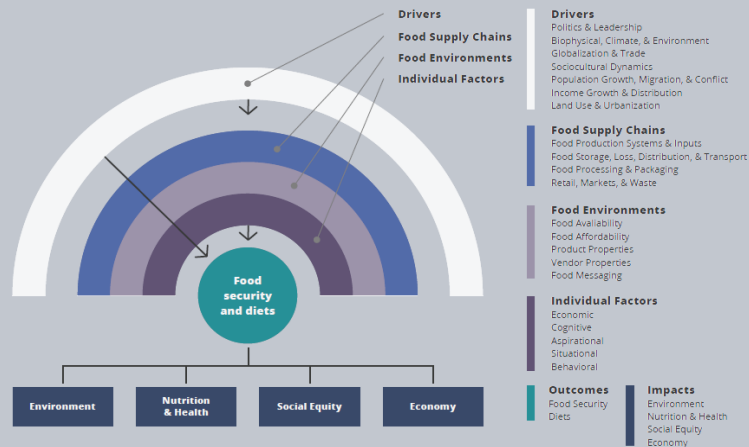 Drivers
Food Supply Chains
Food Environments
Individual Factors
Food
security
and diets
Environment
Nutrition
& Health
Social Equity
Economy
Drivers
Politics & Leadership
Biophysical, Climate, & Environment
Globalization & Trade
Sociocultural Dynamics
Population Growth, Migration, & Conflict
Income Growth & Distribution
Land Use & Urbanization
Food Supply Chains
Food Production Systems & Inputs
Food Storage, Loss, Distribution, & Transport
Food Processing & Packaging
Retail, Markets, & Waste
Food Environments
Food Availability
Food Affordability
Product Properties
Vendor Properties
Food Messaging
Individual Factors
Economic
Cognitive
Aspirational
Situational
Behavioral
Outcomes
Food Security
Diets
Impacts
Environment
Nutrition & Health
Social Equity
Economy